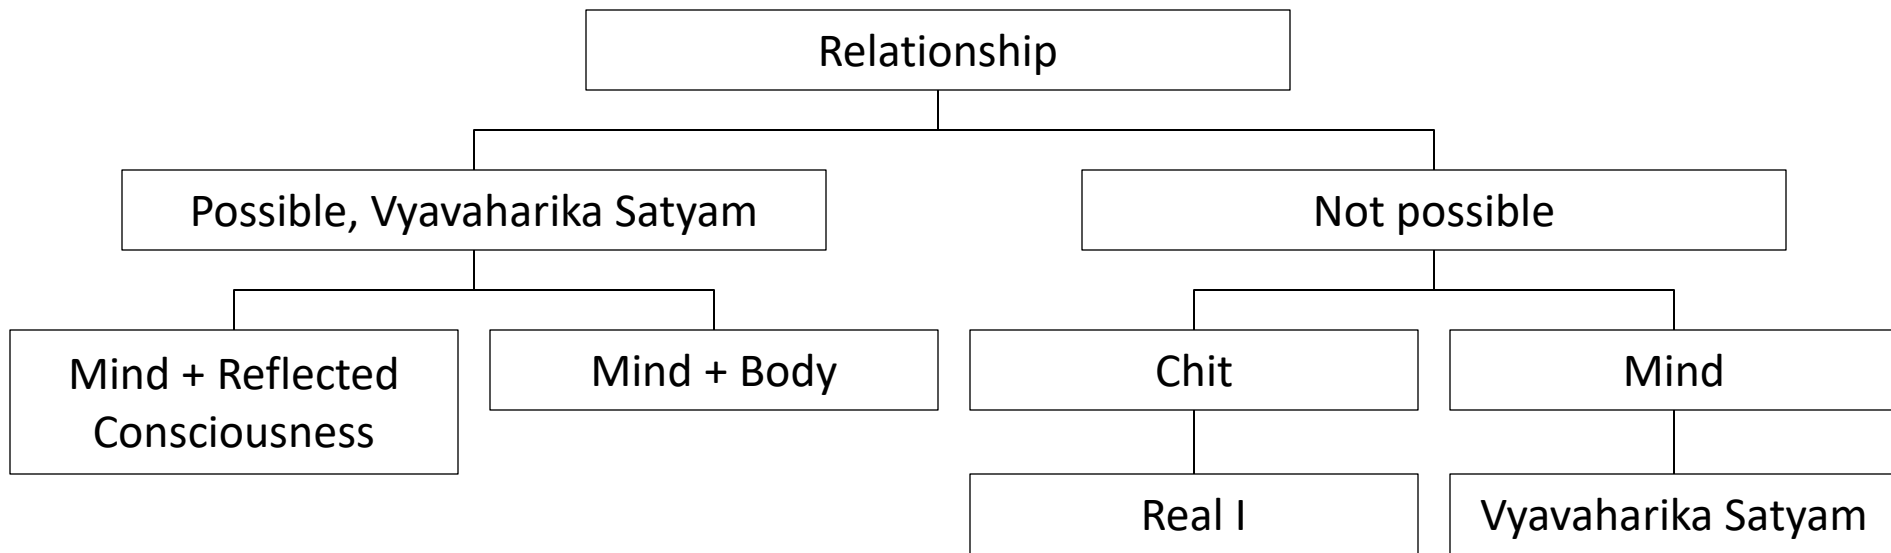 Relationship
Possible, Vyavaharika Satyam
Not possible
Mind + Reflected
Consciousness
Mind + Body
Chit
Mind
Real I
Vyavaharika Satyam